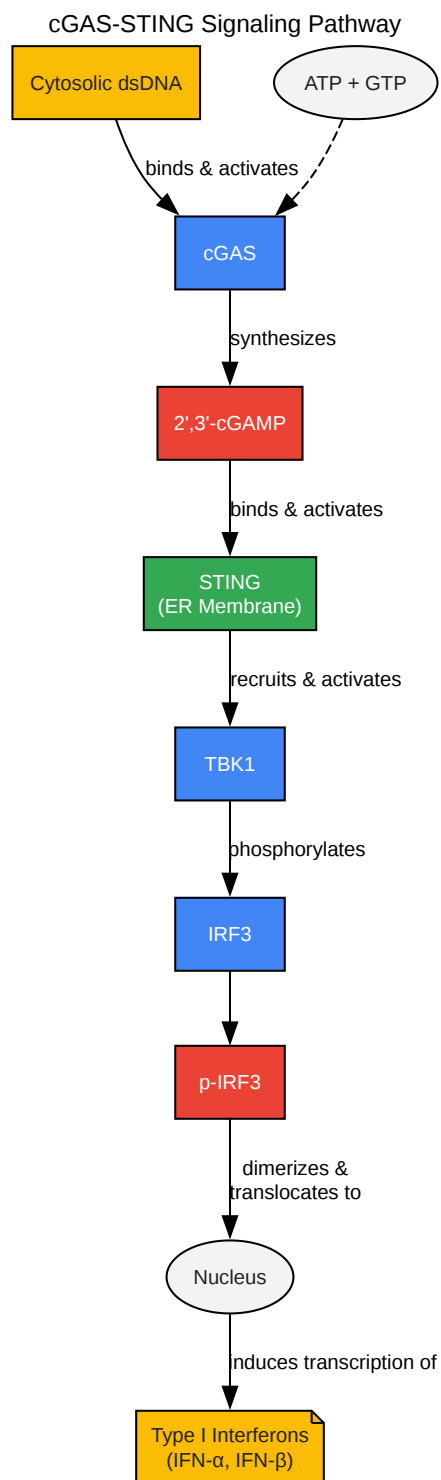 cGAS-STING Signaling Pathway
Cytosolic dsDNA
ATP + GTP
binds & activates
cGAS
synthesizes
2',3'-cGAMP
binds & activates
STING
(ER Membrane)
recruits & activates
TBK1
phosphorylates
IRF3
p-IRF3
dimerizes &
translocates to
Nucleus
induces transcription of
Type I Interferons
(IFN-α, IFN-β)